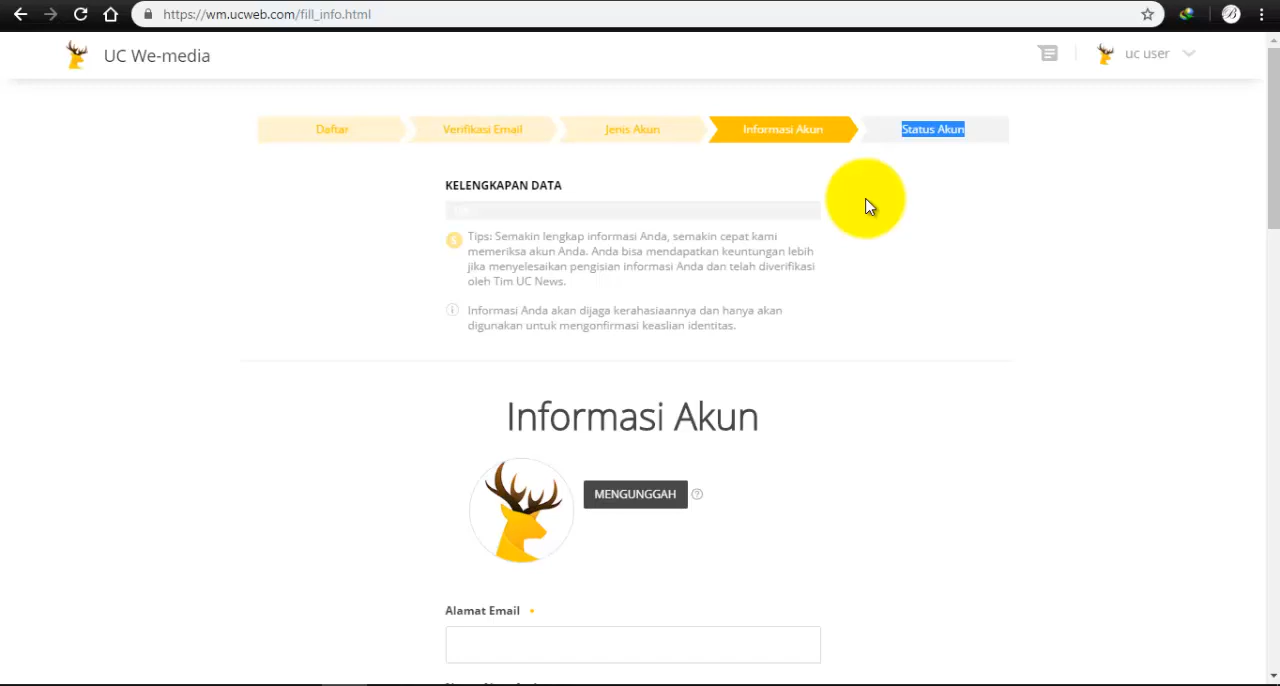 https://wm.ucweb.com/fill_info.html
UC We-media
uc user
Daftar
Verifikasi Email
Jenis Akun
Informasi Akun
Status Akun
KELENGKAPAN DATA
Tips: Semakin lengkap informasi Anda, semakin cepat kami
memeriksa akun Anda. Anda bisa mendapatkan keuntungan lebih
jika menyelesaikan pengisian informasi Anda dan telah diverifikasi
oleh Tim UC News.
Informasi Anda akan dijaga kerahasiaannya dan hanya akan
digunakan untuk mengonfirmasi keaslian identitas.
Informasi Akun
MENGUNGGAH
Alamat Email